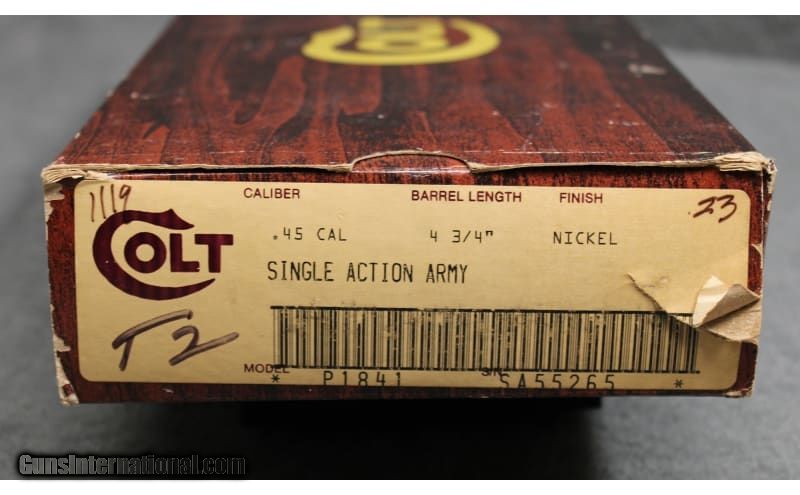 COLT
1119
CALIBER BARREL LENGTH FINISH
.23
COLT
.45 CAL 4 3/4" NICKEL
SINGLE ACTION ARMY
T2
MODEL S/N
* P1841 SA55265 *
GunsInternational.com